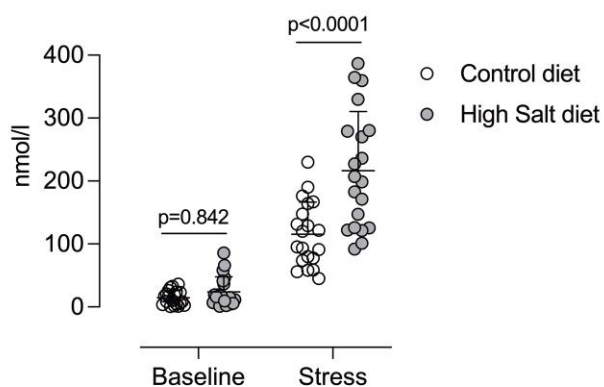 p<0.0001
400
300
200
100
0
nmol/l
p=0.842
Baseline
Stress
Control diet
High Salt diet